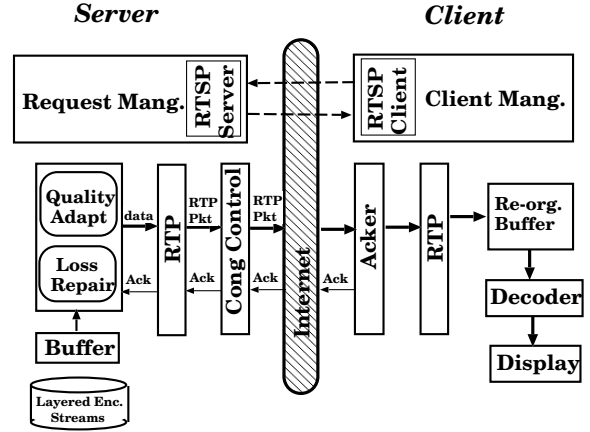 Server
Client
Request Mang.
RTSP
Server
RTSP
Client
Client Mang.
Quality
Adapt
data
RTP
RTP
Pkt
Cong Control
RTP
Pkt
Internet
Acker
RTP
Re-org.
Buffer
Loss
Repair
Ack
Ack
Ack
Ack
Decoder
Buffer
Display
Layered Enc.
Streams